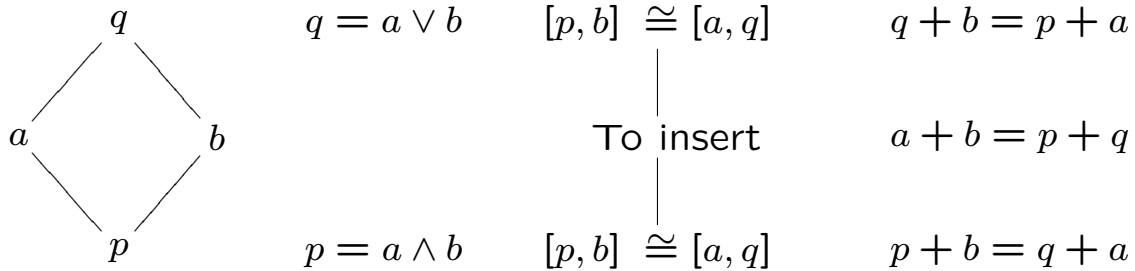 q q = a ∨ b [p, b] ≅ [a, q] q + b = p + a
a b To insert a + b = p + q
p p = a ∧ b [p, b] ≅ [a, q] p + b = q + a